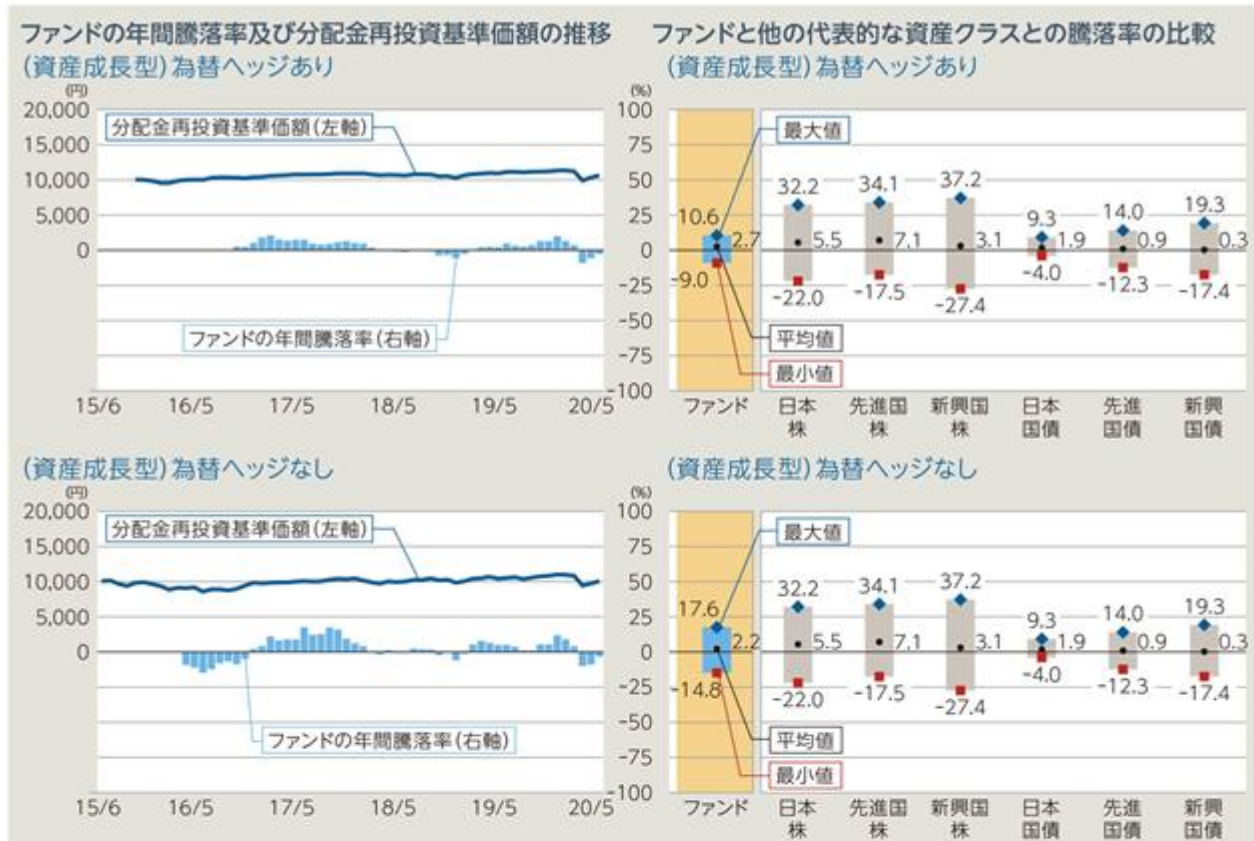 ファンドの年間騰落率及び分配金再投資基準価額の推移
(資産成長型)為替ヘッジあり
(円)
20,000
15,000
10,000
5,000
0
分配金再投資基準価額(左軸)
ファンドの年間騰落率(右軸)
15/6 16/5 17/5 18/5 19/5 20/5
ファンドと他の代表的な資産クラスとの騰落率の比較
(資産成長型)為替ヘッジあり
(%)
100
75
50
25
0
-25
-50
-75
-100
最大値
平均値
最小値
10.6 32.2 34.1 37.2 9.3 14.0 19.3
2.7 5.5 7.1 3.1 1.9 0.9 0.3
-9.0 -22.0 -17.5 -27.4 -4.0 -12.3 -17.4
ファンド 日本 先進国 新興国 日本 先進 新興
株 株 株 国債 国債 国債
(資産成長型)為替ヘッジなし
(円)
20,000
15,000
10,000
5,000
0
分配金再投資基準価額(左軸)
ファンドの年間騰落率(右軸)
15/6 16/5 17/5 18/5 19/5 20/5
(資産成長型)為替ヘッジなし
(%)
100
75
50
25
0
-25
-50
-75
-100
最大値
平均値
最小値
17.6 32.2 34.1 37.2 9.3 14.0 19.3
2.2 5.5 7.1 3.1 1.9 0.9 0.3
-14.8 -22.0 -17.5 -27.4 -4.0 -12.3 -17.4
ファンド 日本 先進国 新興国 日本 先進 新興
株 株 株 国債 国債 国債